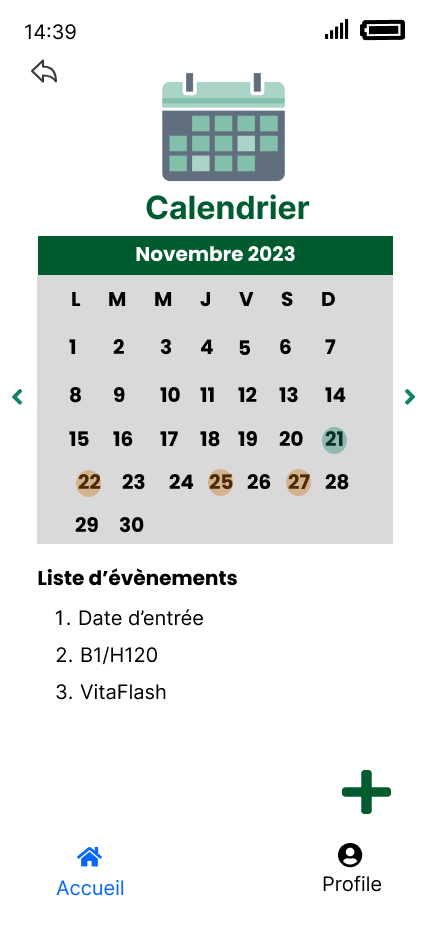 14:39
Calendrier
Novembre 2023
L M M J V S D
1 2 3 4 5 6 7
8 9 10 11 12 13 14
15 16 17 18 19 20 21
22 23 24 25 26 27 28
29 30
Liste d’évènements
1. Date d’entrée
2. B1/H120
3. VitaFlash
Accueil
Profile